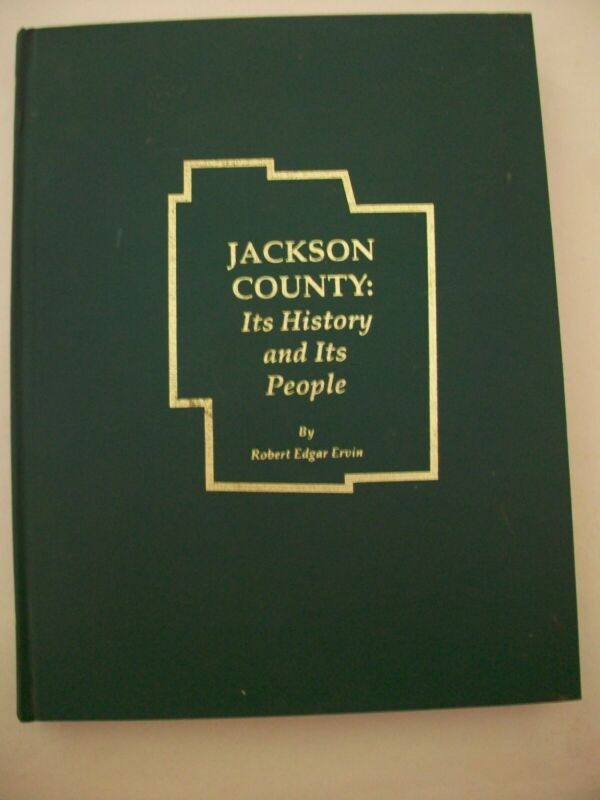 JACKSON
COUNTY:
Its History
and Its
People
By
Robert Edgar Ervin